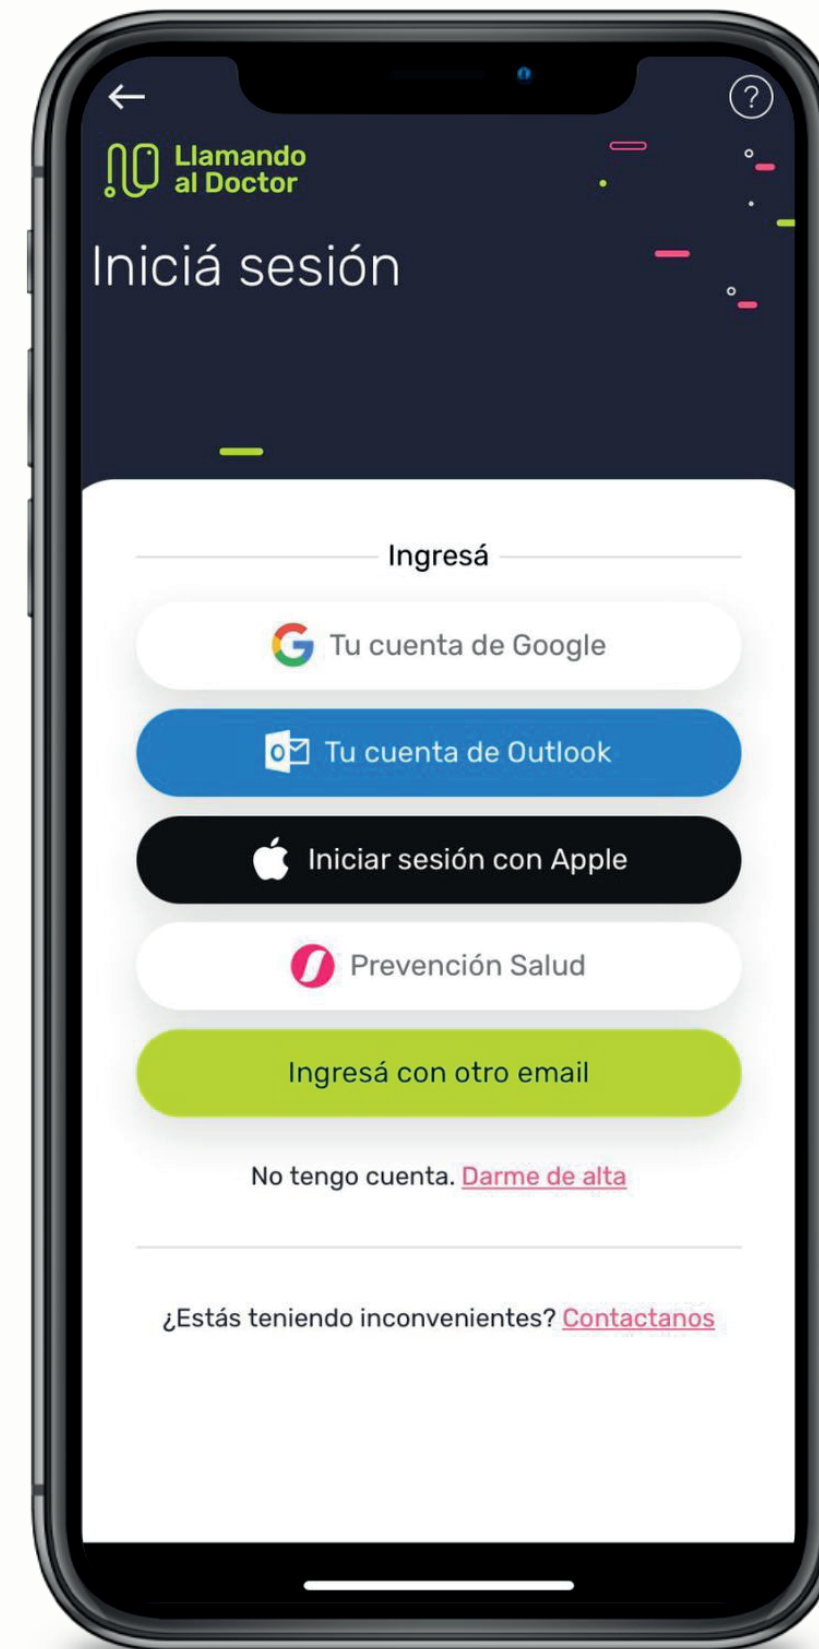 Llamando
al Doctor
Iniciá sesión
Ingresá
Tu cuenta de Google
Tu cuenta de Outlook
Iniciar sesión con Apple
Prevención Salud
Ingresá con otro email
No tengo cuenta. Darme de alta
¿Estás teniendo inconvenientes? Contactanos